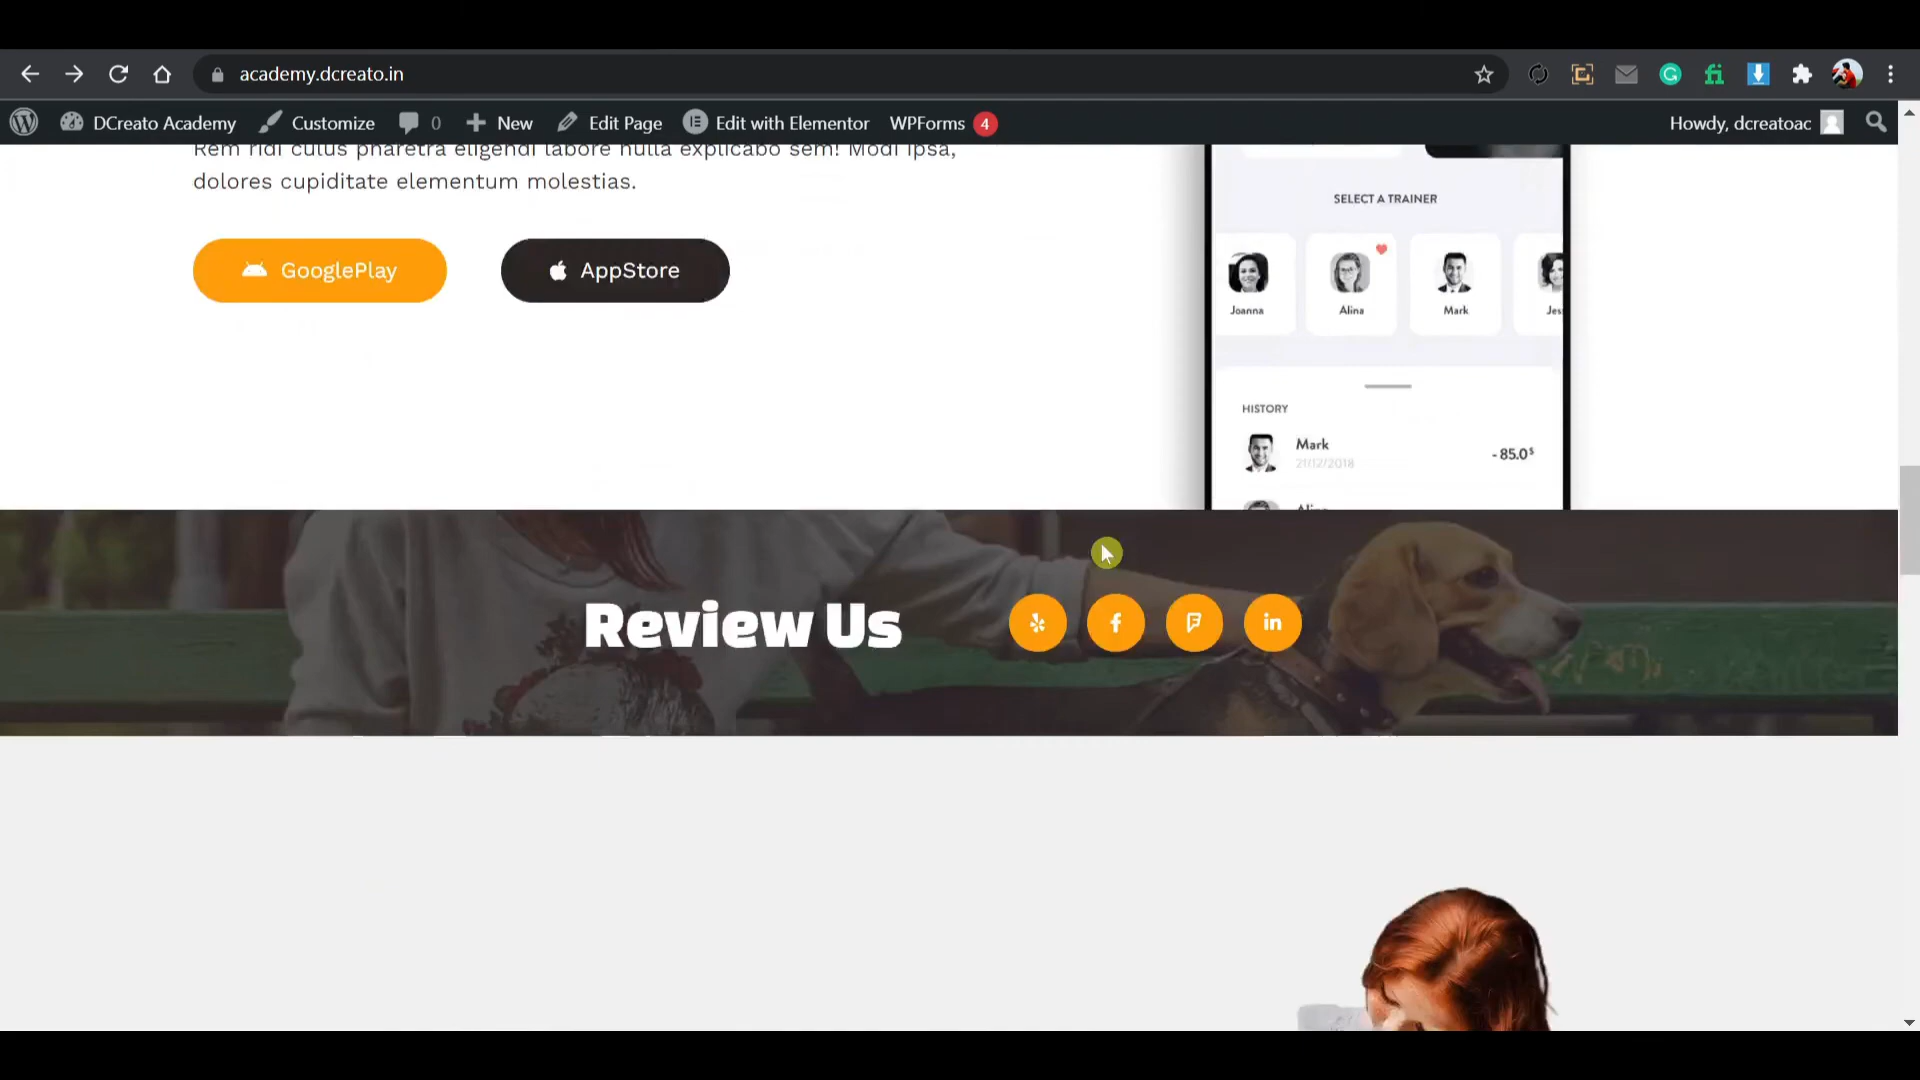 academy.dcreato.in
DCreato Academy 0 New Edit Page Edit with Elementor WPForms 4 Howdy, dcreatoac
Rem ridi culus pharetra eligendi labore nulla explicabo sem! Modi ipsa,
dolores cupiditate elementum molestias.
GooglePlay AppStore
SELECT A TRAINER
Joanna Alina Mark Jes
HISTORY
Mark
21/12/2018
- 85.0$
Review Us